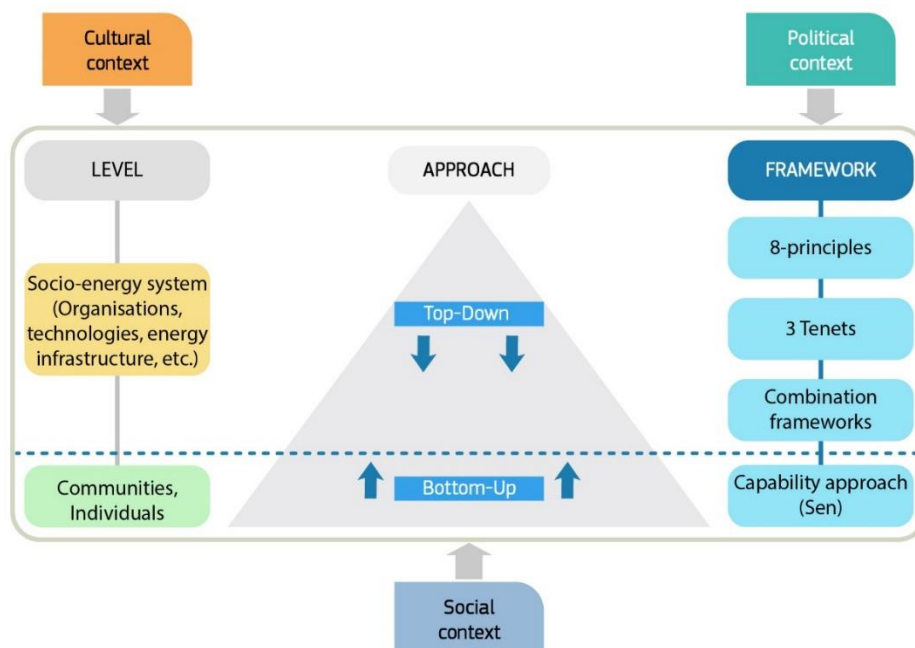 Cultural
context
Political
context
LEVEL
APPROACH
FRAMEWORK
Socio-energy system
(Organisations,
technologies, energy
infrastructure, etc.)
Top-Down
8-principles
3 Tenets
Combination
frameworks
Communities,
Individuals
Bottom-Up
Capability approach
(Sen)
Social
context